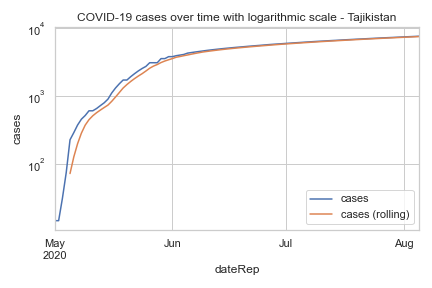 COVID-19 cases over time with logarithmic scale - Tajikistan
10^4
10^3
10^2
cases
cases
cases (rolling)
May
2020
Jun
Jul
Aug
dateRep